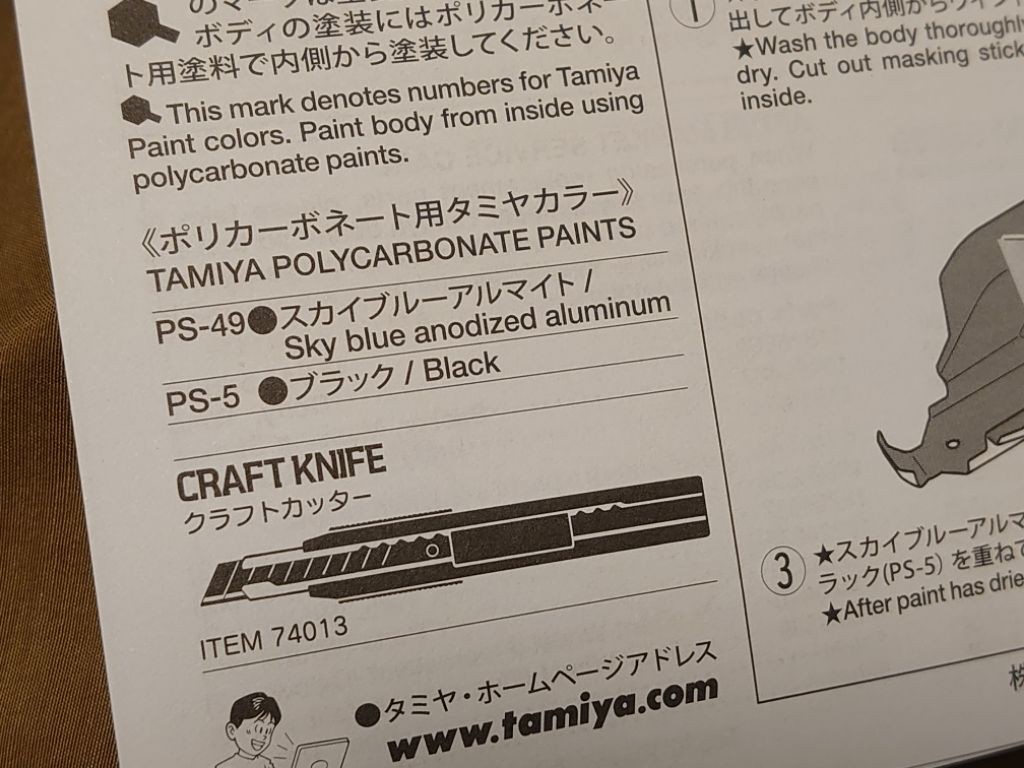 ボディの塗装にはポリカーボネー
ト用塗料で内側から塗装してください。
This mark denotes numbers for Tamiya
Paint colors. Paint body from inside using
polycarbonate paints.
《ポリカーボネート用タミヤカラー》
TAMIYA POLYCARBONATE PAINTS
PS-49●スカイブルーアルマイト /
Sky blue anodized aluminum
PS-5 ●ブラック / Black
CRAFT KNIFE
クラフトカッター
ITEM 74013
●タミヤ・ホームページアドレス
www.tamiya.com
①
出してボディ内側から
★Wash the body thoroughly
dry. Cut out masking
inside.
③ ★スカイブルーアルマ
ラック(PS-5) を重ねて
★After paint has